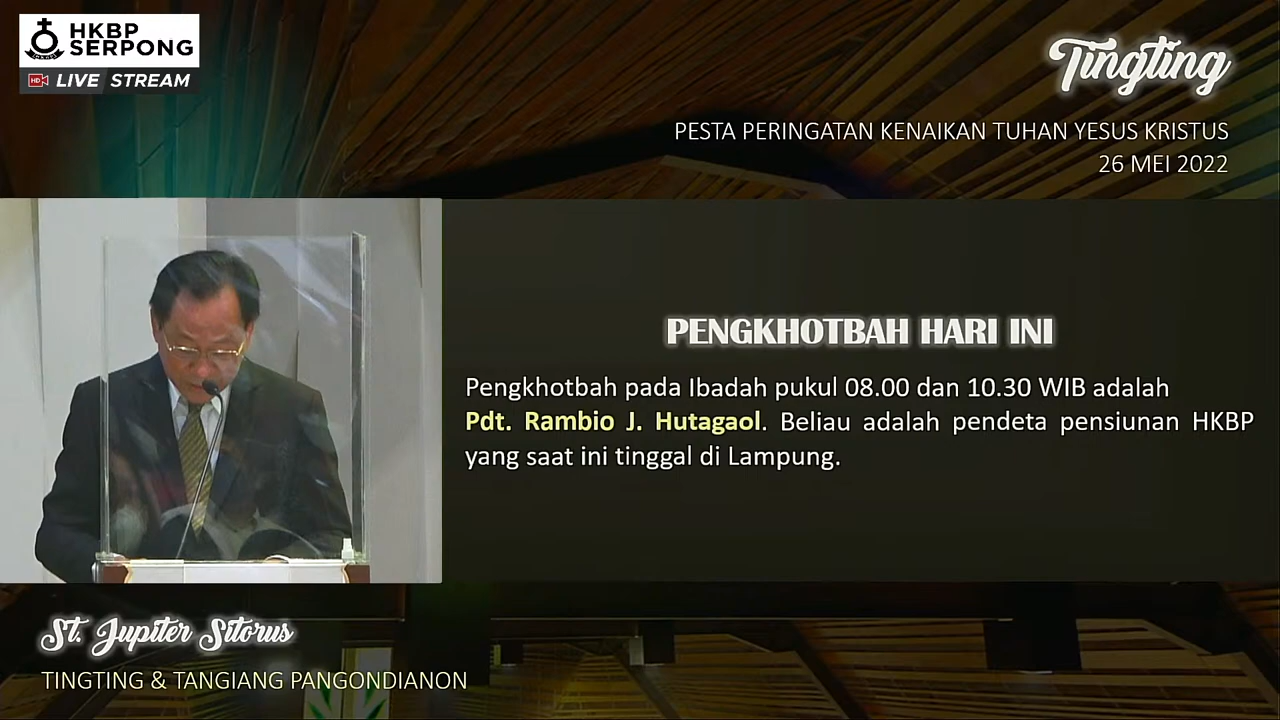 HKBP
SERPONG
HD LIVE STREAM
Tingting
PESTA PERINGATAN KENAIKAN TUHAN YESUS KRISTUS
26 MEI 2022
PENGKHOTBAH HARI INI
Pengkhotbah pada Ibadah pukul 08.00 dan 10.30 WIB adalah
Pdt. Rambio J. Hutagaol. Beliau adalah pendeta pensiunan HKBP
yang saat ini tinggal di Lampung.
St. Jupiter Sitorus
TINGTING & TANGIANG PANGONDIANON